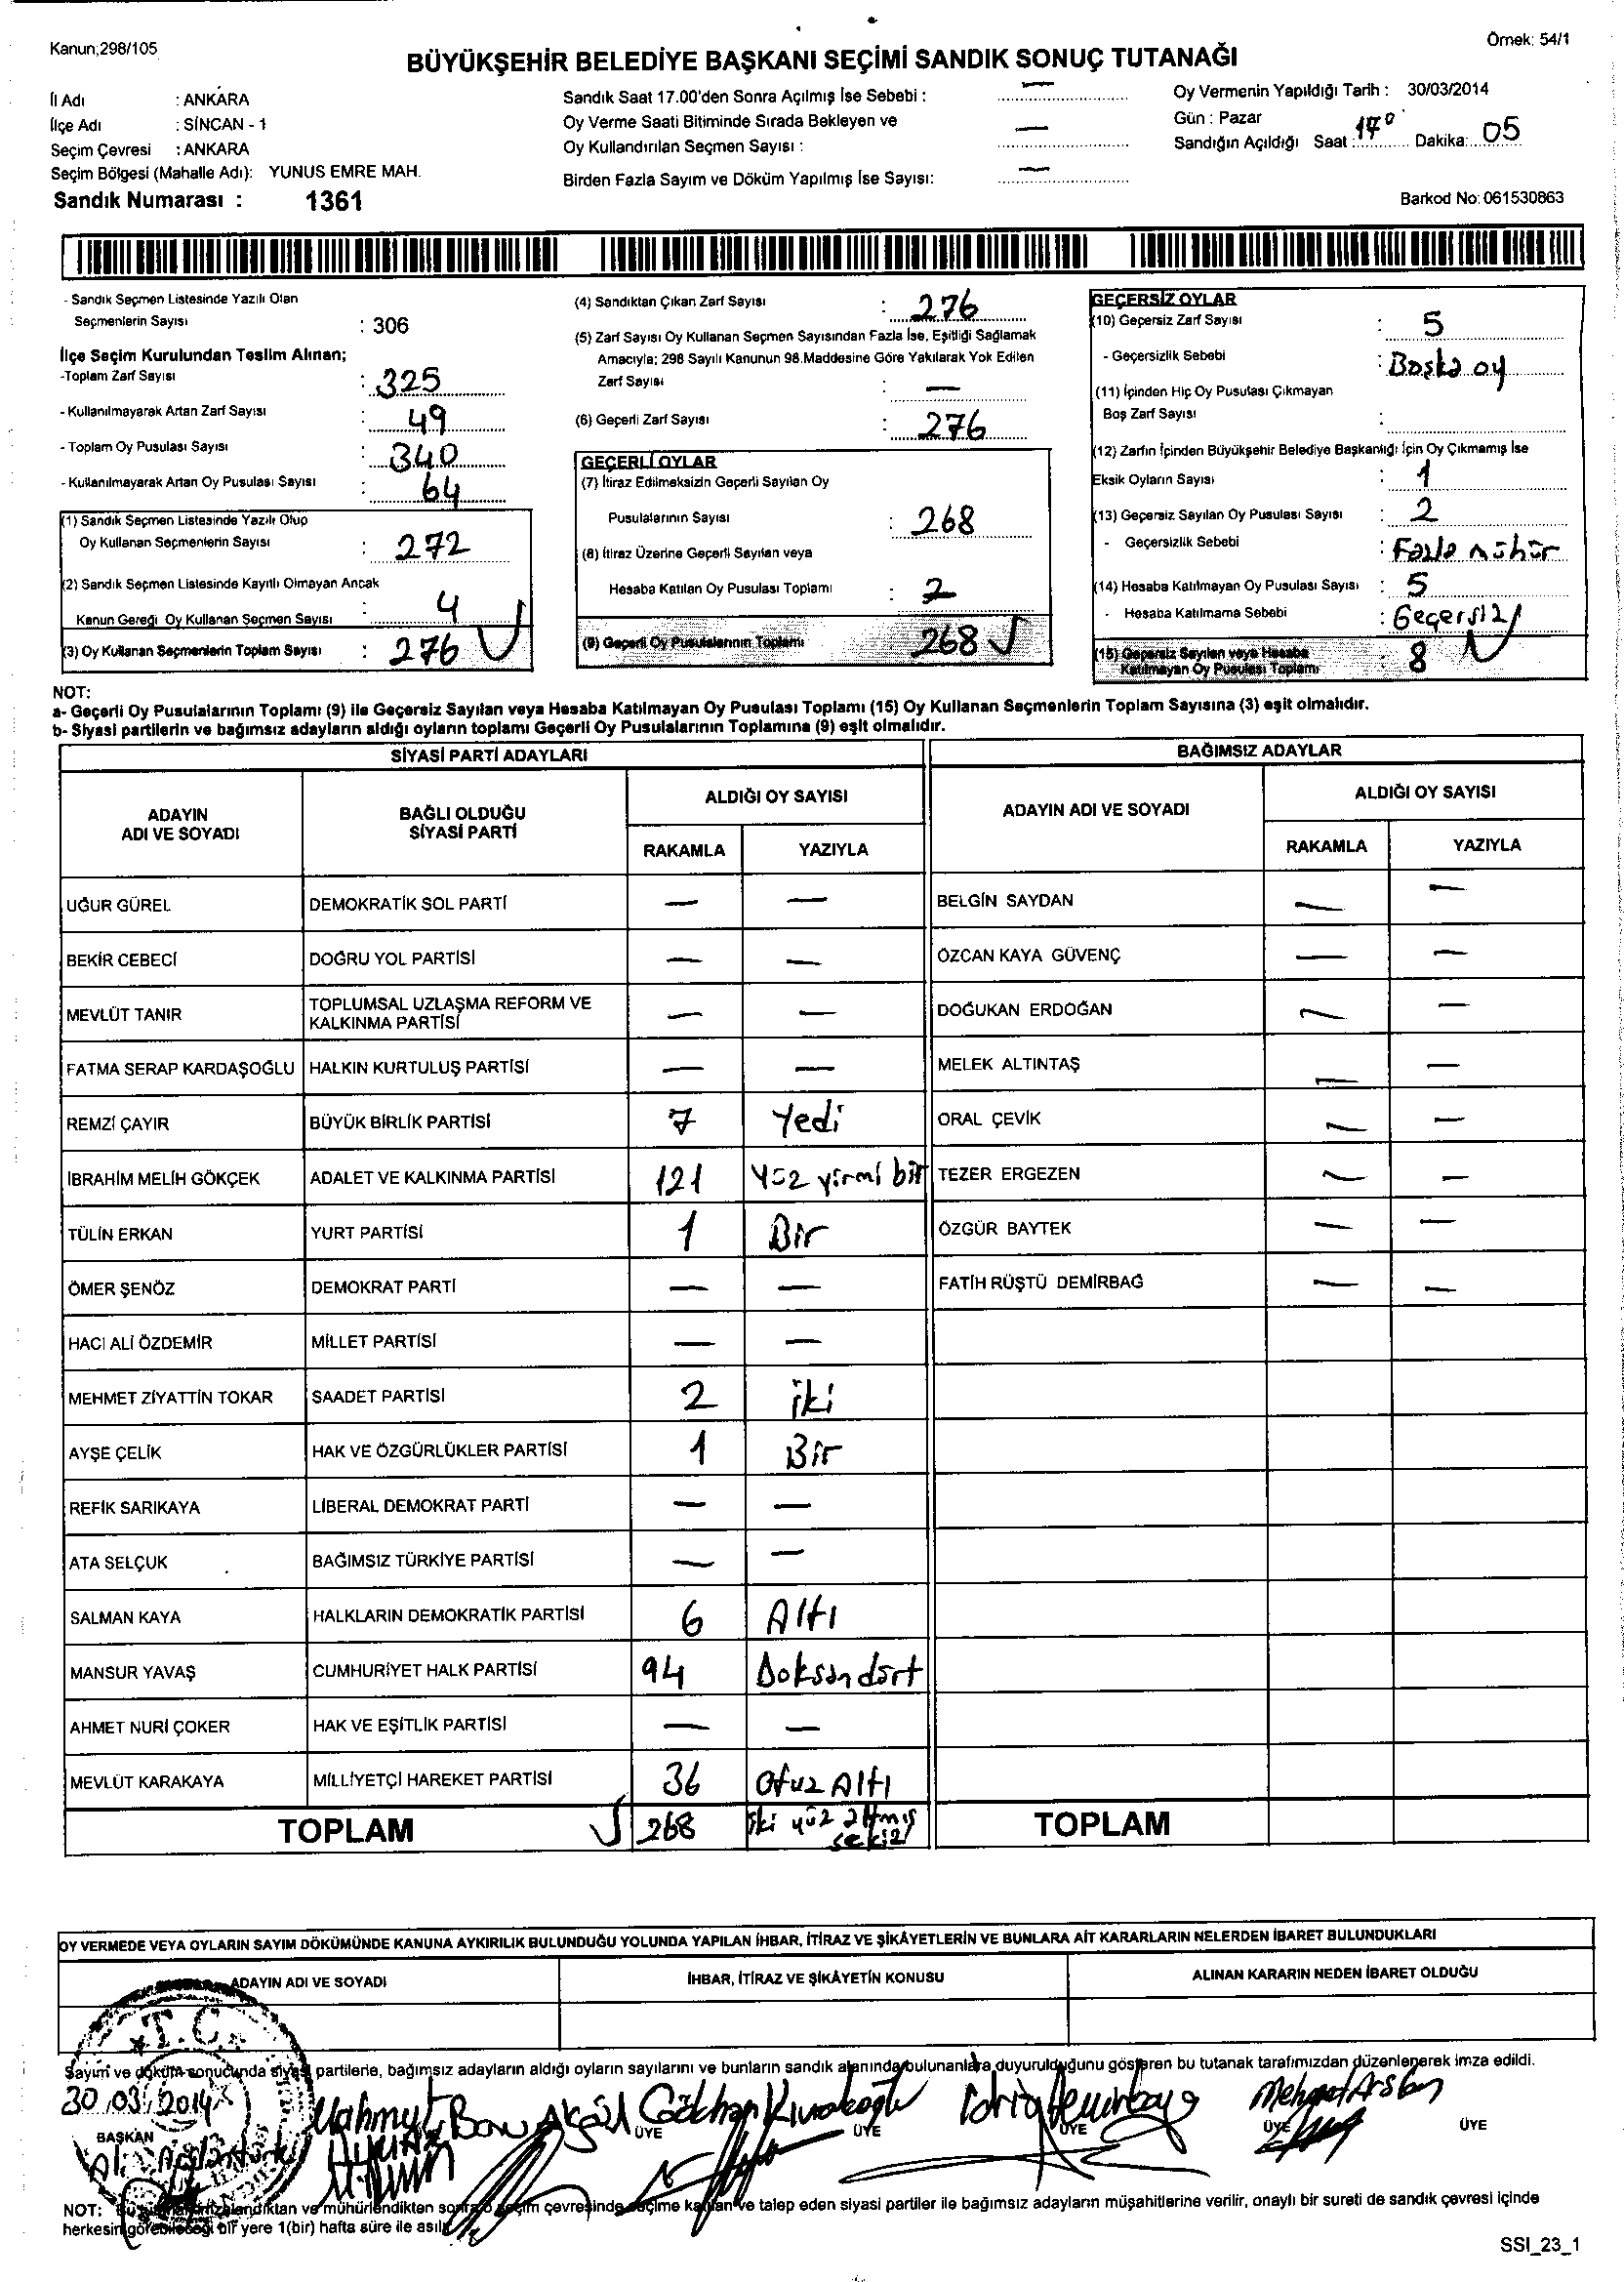 Kanun;298/105
Örnek: 54/1
BÜYÜKŞEHİR BELEDİYE BAŞKANI SEÇİMİ SANDIK SONUÇ TUTANAĞI
İl Adı : ANKARA
İlçe Adı : SİNCAN - 1
Seçim Çevresi : ANKARA
Seçim Bölgesi (Mahalle Adı): YUNUS EMRE MAH.
Sandık Numarası : 1361
Sandık Saat 17.00'den Sonra Açılmış İse Sebebi : —
Oy Verme Saati Bitiminde Sırada Bekleyen ve
Oy Kullandırılan Seçmen Sayısı : —
Birden Fazla Sayım ve Döküm Yapılmış İse Sayısı: —
Oy Vermenin Yapıldığı Tarih : 30/03/2014
Gün : Pazar
Sandığın Açıldığı Saat : 17⁰ Dakika: 05
Barkod No: 061530863
- Sandık Seçmen Listesinde Yazılı Olan
Seçmenlerin Sayısı : 306
İlçe Seçim Kurulundan Teslim Alınan;
-Toplam Zarf Sayısı : 325
- Kullanılmayarak Artan Zarf Sayısı : 49
- Toplam Oy Pusulası Sayısı : 340
- Kullanılmayarak Artan Oy Pusulası Sayısı : 64
(1) Sandık Seçmen Listesinde Yazılı Olup
Oy Kullanan Seçmenlerin Sayısı : 272
(2) Sandık Seçmen Listesinde Kayıtlı Olmayan Ancak
Kanun Gereği Oy Kullanan Seçmen Sayısı : 4
(3) Oy Kullanan Seçmenlerin Toplam Sayısı : 276
(4) Sandıktan Çıkan Zarf Sayısı : 276
(5) Zarf Sayısı Oy Kullanan Seçmen Sayısından Fazla İse, Eşitliği Sağlamak
Amacıyla; 298 Sayılı Kanunun 98.Maddesine Göre Yakılarak Yok Edilen
Zarf Sayısı : —
(6) Geçerli Zarf Sayısı : 276
GEÇERLİ OYLAR
(7) İtiraz Edilmeksizin Geçerli Sayılan Oy
Pusulalarının Sayısı : 268
(8) İtiraz Üzerine Geçerli Sayılan veya
Hesaba Katılan Oy Pusulası Toplamı : 2
(9) Geçerli Oy Pusulalarının Toplamı 268
GEÇERSİZ OYLAR
(10) Geçersiz Zarf Sayısı : 5
- Geçersizlik Sebebi : Başka oy
(11) İçinden Hiç Oy Pusulası Çıkmayan
Boş Zarf Sayısı :
(12) Zarfın İçinden Büyükşehir Belediye Başkanlığı İçin Oy Çıkmamış İse
Eksik Oyların Sayısı : 1
(13) Geçersiz Sayılan Oy Pusulası Sayısı : 2
- Geçersizlik Sebebi : Fazla mühür
(14) Hesaba Katılmayan Oy Pusulası Sayısı : 5
- Hesaba Katılmama Sebebi : Geçersiz
(15) Geçersiz Sayılan veya Hesaba
Katılmayan Oy Pusulası Toplamı : 8
NOT:
a- Geçerli Oy Pusulalarının Toplamı (9) ile Geçersiz Sayılan veya Hesaba Katılmayan Oy Pusulası Toplamı (15) Oy Kullanan Seçmenlerin Toplam Sayısına (3) eşit olmalıdır.
b- Siyasi partilerin ve bağımsız adayların aldığı oyların toplamı Geçerli Oy Pusulalarının Toplamına (9) eşit olmalıdır.
SİYASİ PARTİ ADAYLARI
ADAYIN ADI VE SOYADI
BAĞLI OLDUĞU SİYASİ PARTİ
ALDIĞI OY SAYISI
RAKAMLA YAZIYLA
UĞUR GÜREL DEMOKRATİK SOL PARTİ — —
BEKİR CEBECİ DOĞRU YOL PARTİSİ — —
MEVLÜT TANIR TOPLUMSAL UZLAŞMA REFORM VE KALKINMA PARTİSİ — —
FATMA SERAP KARDAŞOĞLU HALKIN KURTULUŞ PARTİSİ — —
REMZİ ÇAYIR BÜYÜK BİRLİK PARTİSİ 7 Yedi
İBRAHİM MELİH GÖKÇEK ADALET VE KALKINMA PARTİSİ 121 Yüz yirmi bir
TÜLİN ERKAN YURT PARTİSİ 1 Bir
ÖMER ŞENÖZ DEMOKRAT PARTİ — —
HACI ALİ ÖZDEMİR MİLLET PARTİSİ — —
MEHMET ZİYATTİN TOKAR SAADET PARTİSİ 2 iki
AYŞE ÇELİK HAK VE ÖZGÜRLÜKLER PARTİSİ 1 Bir
REFİK SARIKAYA LİBERAL DEMOKRAT PARTİ — —
ATA SELÇUK BAĞIMSIZ TÜRKİYE PARTİSİ — —
SALMAN KAYA HALKLARIN DEMOKRATİK PARTİSİ 6 Altı
MANSUR YAVAŞ CUMHURİYET HALK PARTİSİ 94 Doksan dört
AHMET NURİ ÇOKER HAK VE EŞİTLİK PARTİSİ — —
MEVLÜT KARAKAYA MİLLİYETÇİ HAREKET PARTİSİ 36 Otuz Altı
TOPLAM 268 İki yüz altmış sekiz
BAĞIMSIZ ADAYLAR
ADAYIN ADI VE SOYADI
ALDIĞI OY SAYISI
RAKAMLA YAZIYLA
BELGİN SAYDAN — —
ÖZCAN KAYA GÜVENÇ — —
DOĞUKAN ERDOĞAN — —
MELEK ALTINTAŞ — —
ORAL ÇEVİK — —
TEZER ERGEZEN — —
ÖZGÜR BAYTEK — —
FATİH RÜŞTÜ DEMİRBAĞ — —
TOPLAM
OY VERMEDE VEYA OYLARIN SAYIM DÖKÜMÜNDE KANUNA AYKIRILIK BULUNDUĞU YOLUNDA YAPILAN İHBAR, İTİRAZ VE ŞİKÂYETLERİN VE BUNLARA AİT KARARLARIN NELERDEN İBARET BULUNDUKLARI
ADAYIN ADI VE SOYADI İHBAR, İTİRAZ VE ŞİKÂYETİN KONUSU ALINAN KARARIN NEDEN İBARET OLDUĞU
T.C.
Sayım ve döküm sonucunda siyasi partilerle, bağımsız adayların aldığı oyların sayılarını ve bunların sandık alanında bulunanlara duyurulduğunu gösteren bu tutanak tarafımızdan düzenlenerek imza edildi.
30/03/2014
Mahmut Gökhan Mehmet Arslan
BAŞKAN ÜYE ÜYE ÜYE ÜYE ÜYE
NOT: seçim çevresinde seçime katılan ve talep eden siyasi partiler ile bağımsız adayların müşahitlerine verilir, onaylı bir sureti de sandık çevresi içinde
herkesin görebileceği bir yere 1(bir) hafta süre ile asılır
SSI_23_1